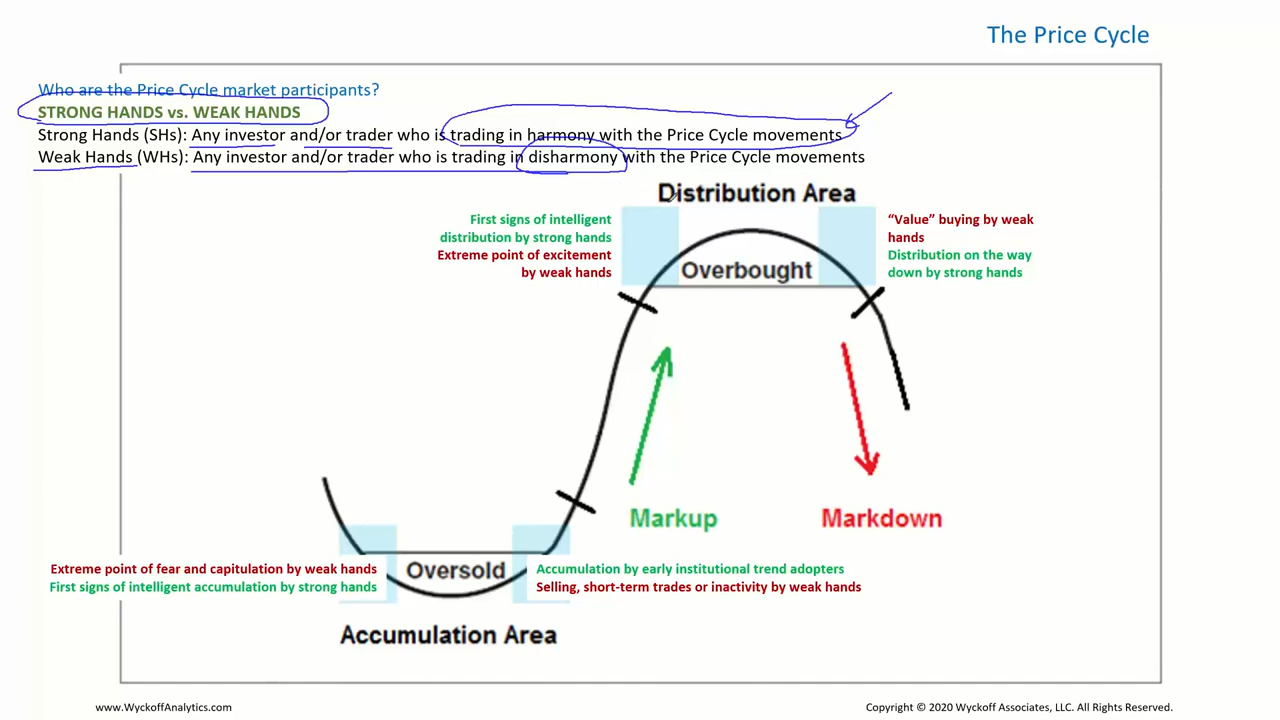 The Price Cycle
Who are the Price Cycle market participants?
STRONG HANDS vs. WEAK HANDS
Strong Hands (SHs): Any investor and/or trader who is trading in harmony with the Price Cycle movements
Weak Hands (WHs): Any investor and/or trader who is trading in disharmony with the Price Cycle movements
Distribution Area
First signs of intelligent
distribution by strong hands
Extreme point of excitement
by weak hands
“Value” buying by weak
hands
Distribution on the way
down by strong hands
Overbought
Markup
Markdown
Extreme point of fear and capitulation by weak hands
First signs of intelligent accumulation by strong hands
Oversold
Accumulation by early institutional trend adopters
Selling, short-term trades or inactivity by weak hands
Accumulation Area
www.WyckoffAnalytics.com
Copyright © 2020 Wyckoff Associates, LLC. All Rights Reserved.